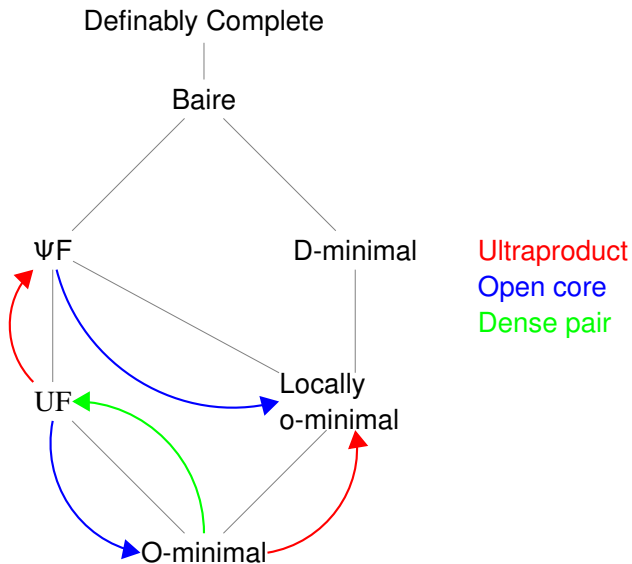 Definably Complete
Baire
ΨF
D-minimal
Ultraproduct
Open core
Dense pair
Locally
o-minimal
UF
O-minimal